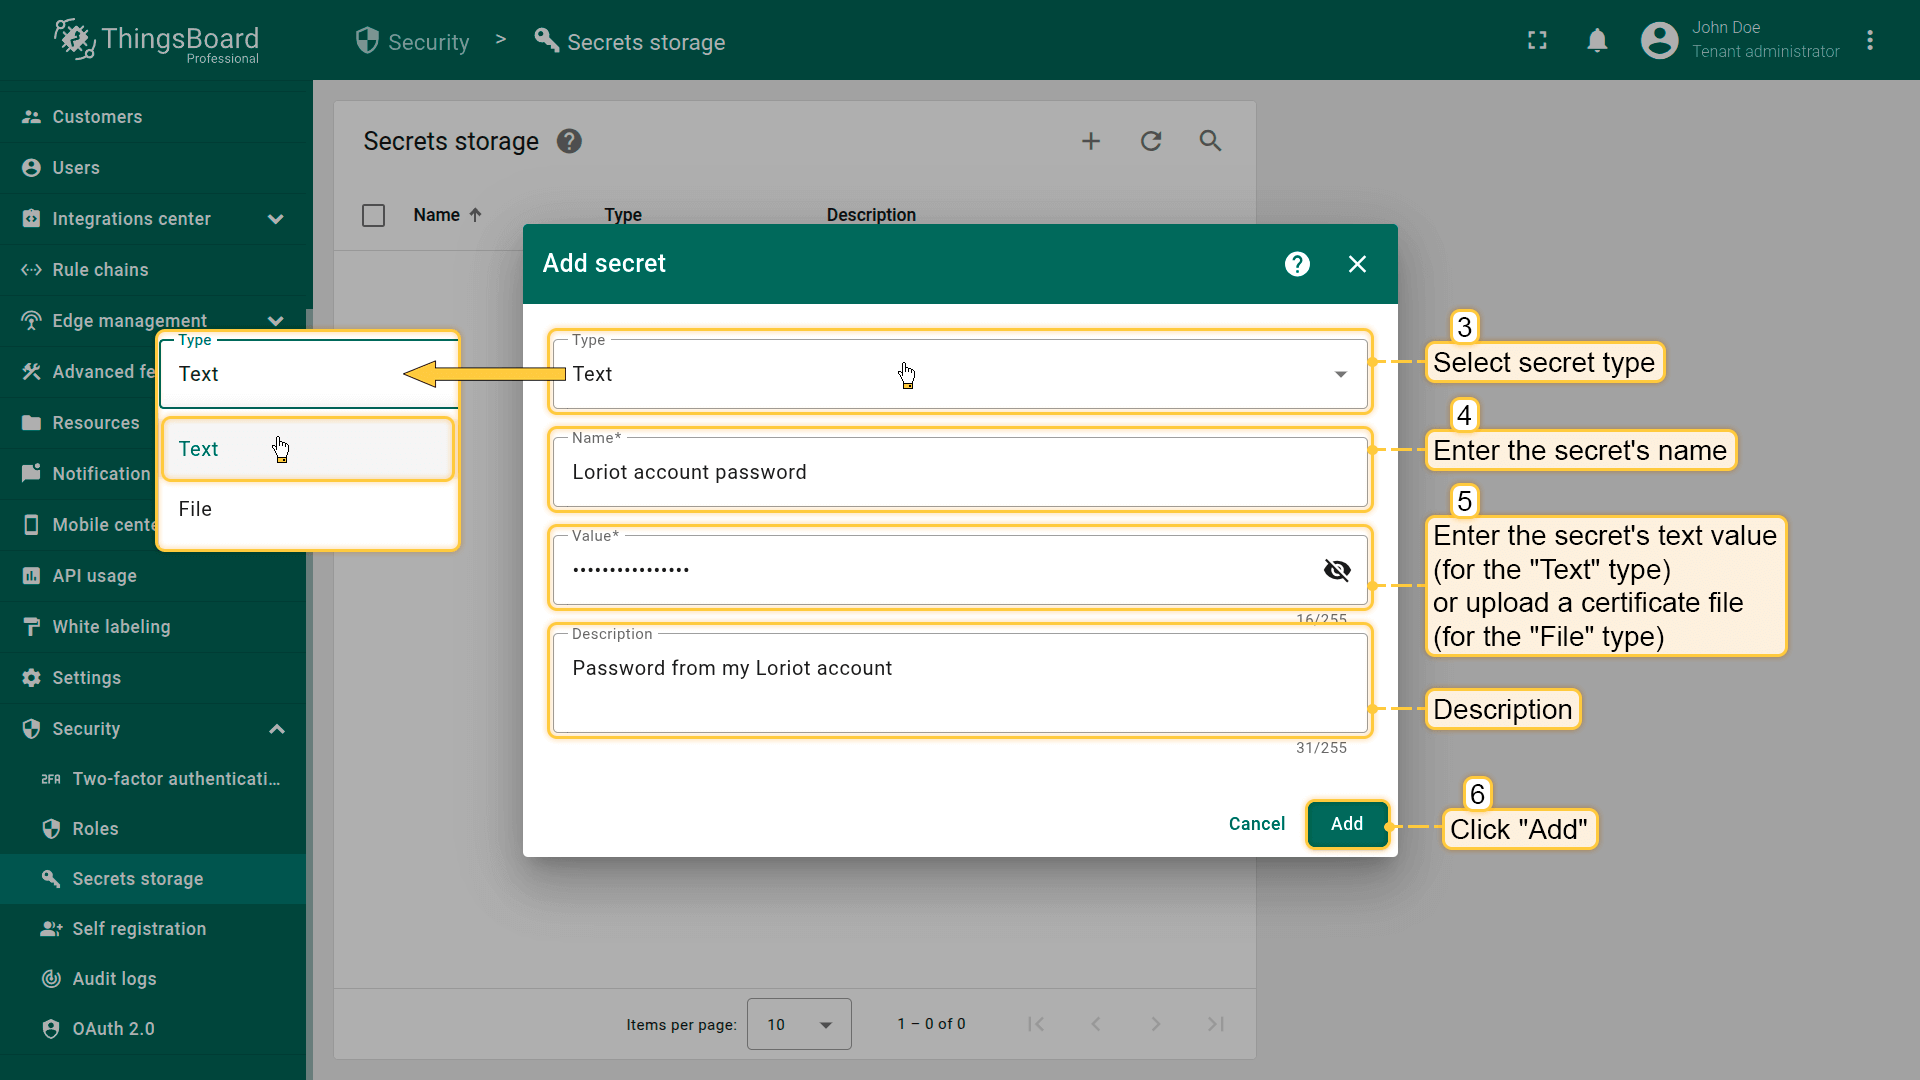 ThingsBoard
Professional
Security > Secrets storage
John Doe
Tenant administrator
Customers
Users
Integrations center
Rule chains
Edge management
Advanced fe
Resources
Notification
Mobile cente
API usage
White labeling
Settings
Security
2FA Two-factor authenticati...
Roles
Secrets storage
Self registration
Audit logs
OAuth 2.0
Type
Text
Text
File
Secrets storage
Name Type Description
Add secret
Type
Text
Name*
Loriot account password
Value*
••••••••••••••••
16/255
Description
Password from my Loriot account
31/255
Cancel Add
3
Select secret type
4
Enter the secret's name
5
Enter the secret's text value
(for the "Text" type)
or upload a certificate file
(for the "File" type)
Description
6
Click "Add"
Items per page: 10 1 – 0 of 0